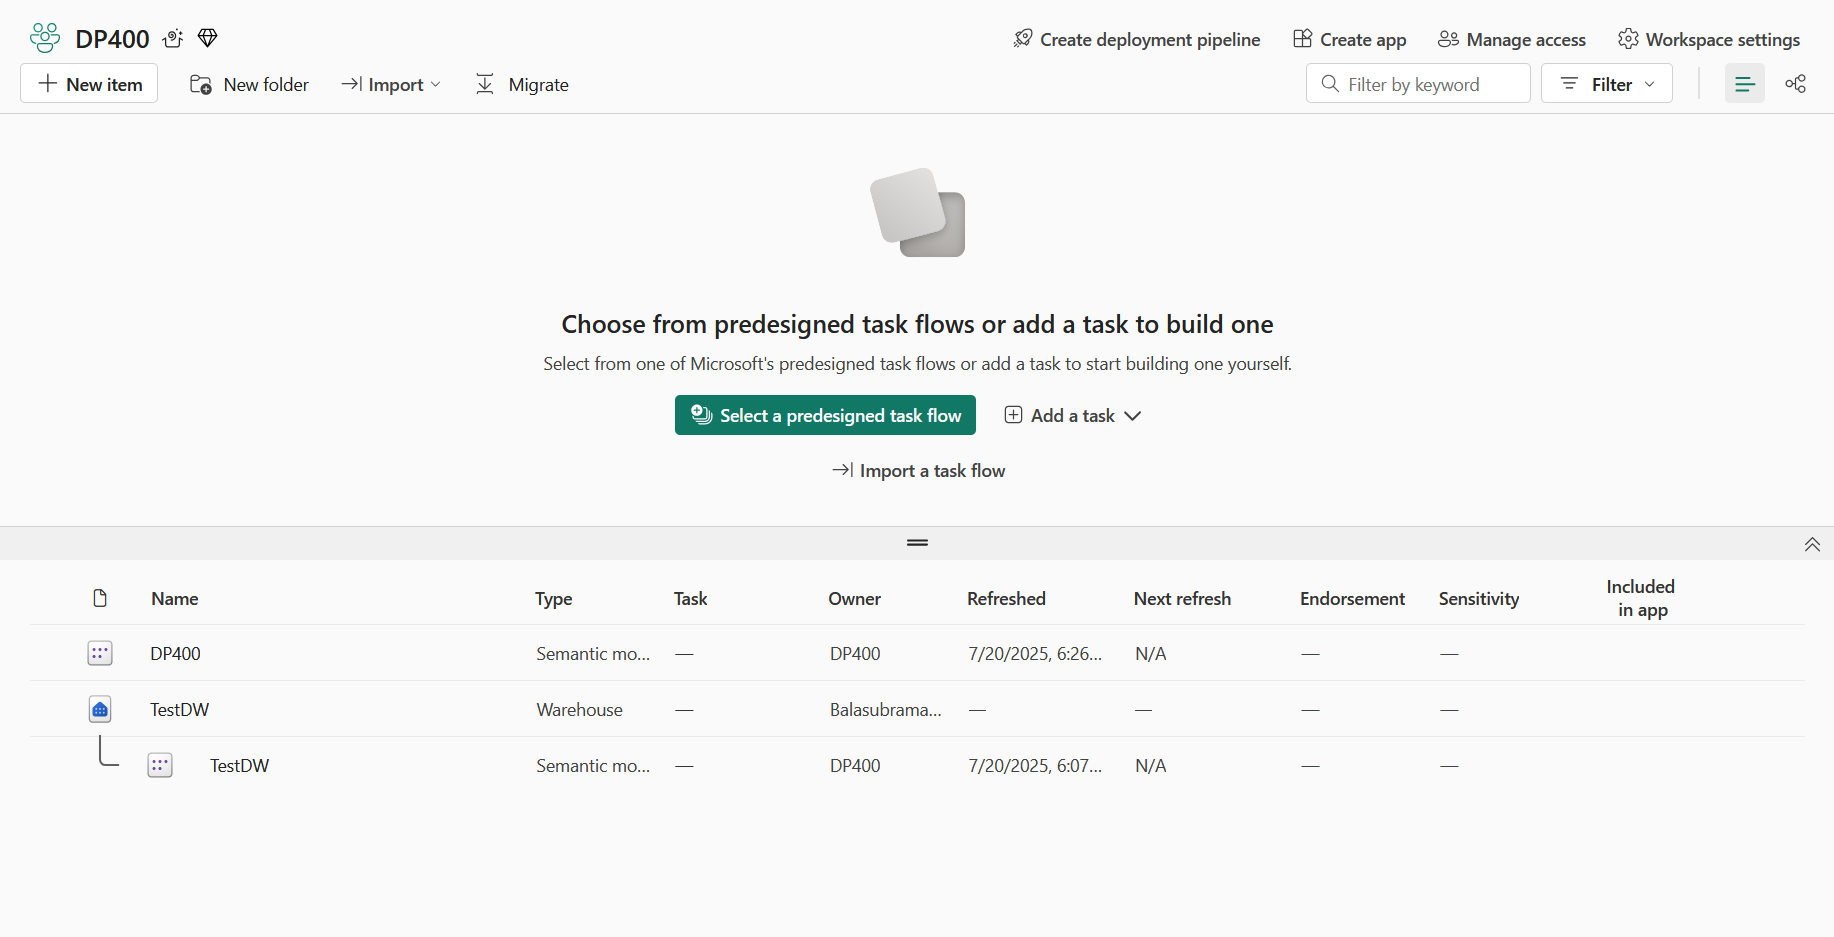 DP400
Create deployment pipeline
Create app
Manage access
Workspace settings
New item
New folder
Import
Migrate
Filter by keyword
Filter
Choose from predesigned task flows or add a task to build one
Select from one of Microsoft's predesigned task flows or add a task to start building one yourself.
Select a predesigned task flow
Add a task
Import a task flow
Name Type Task Owner Refreshed Next refresh Endorsement Sensitivity Included
in app
DP400 Semantic mo... — DP400 7/20/2025, 6:26... N/A — —
TestDW Warehouse — Balasubrama... — — — —
TestDW Semantic mo... — DP400 7/20/2025, 6:07... N/A — —